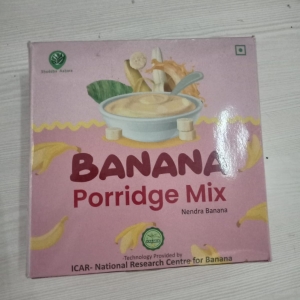 BANANA
Porridge Mix
Nendra Banana
Technology Provided by
ICAR- National Research Centre for Banana